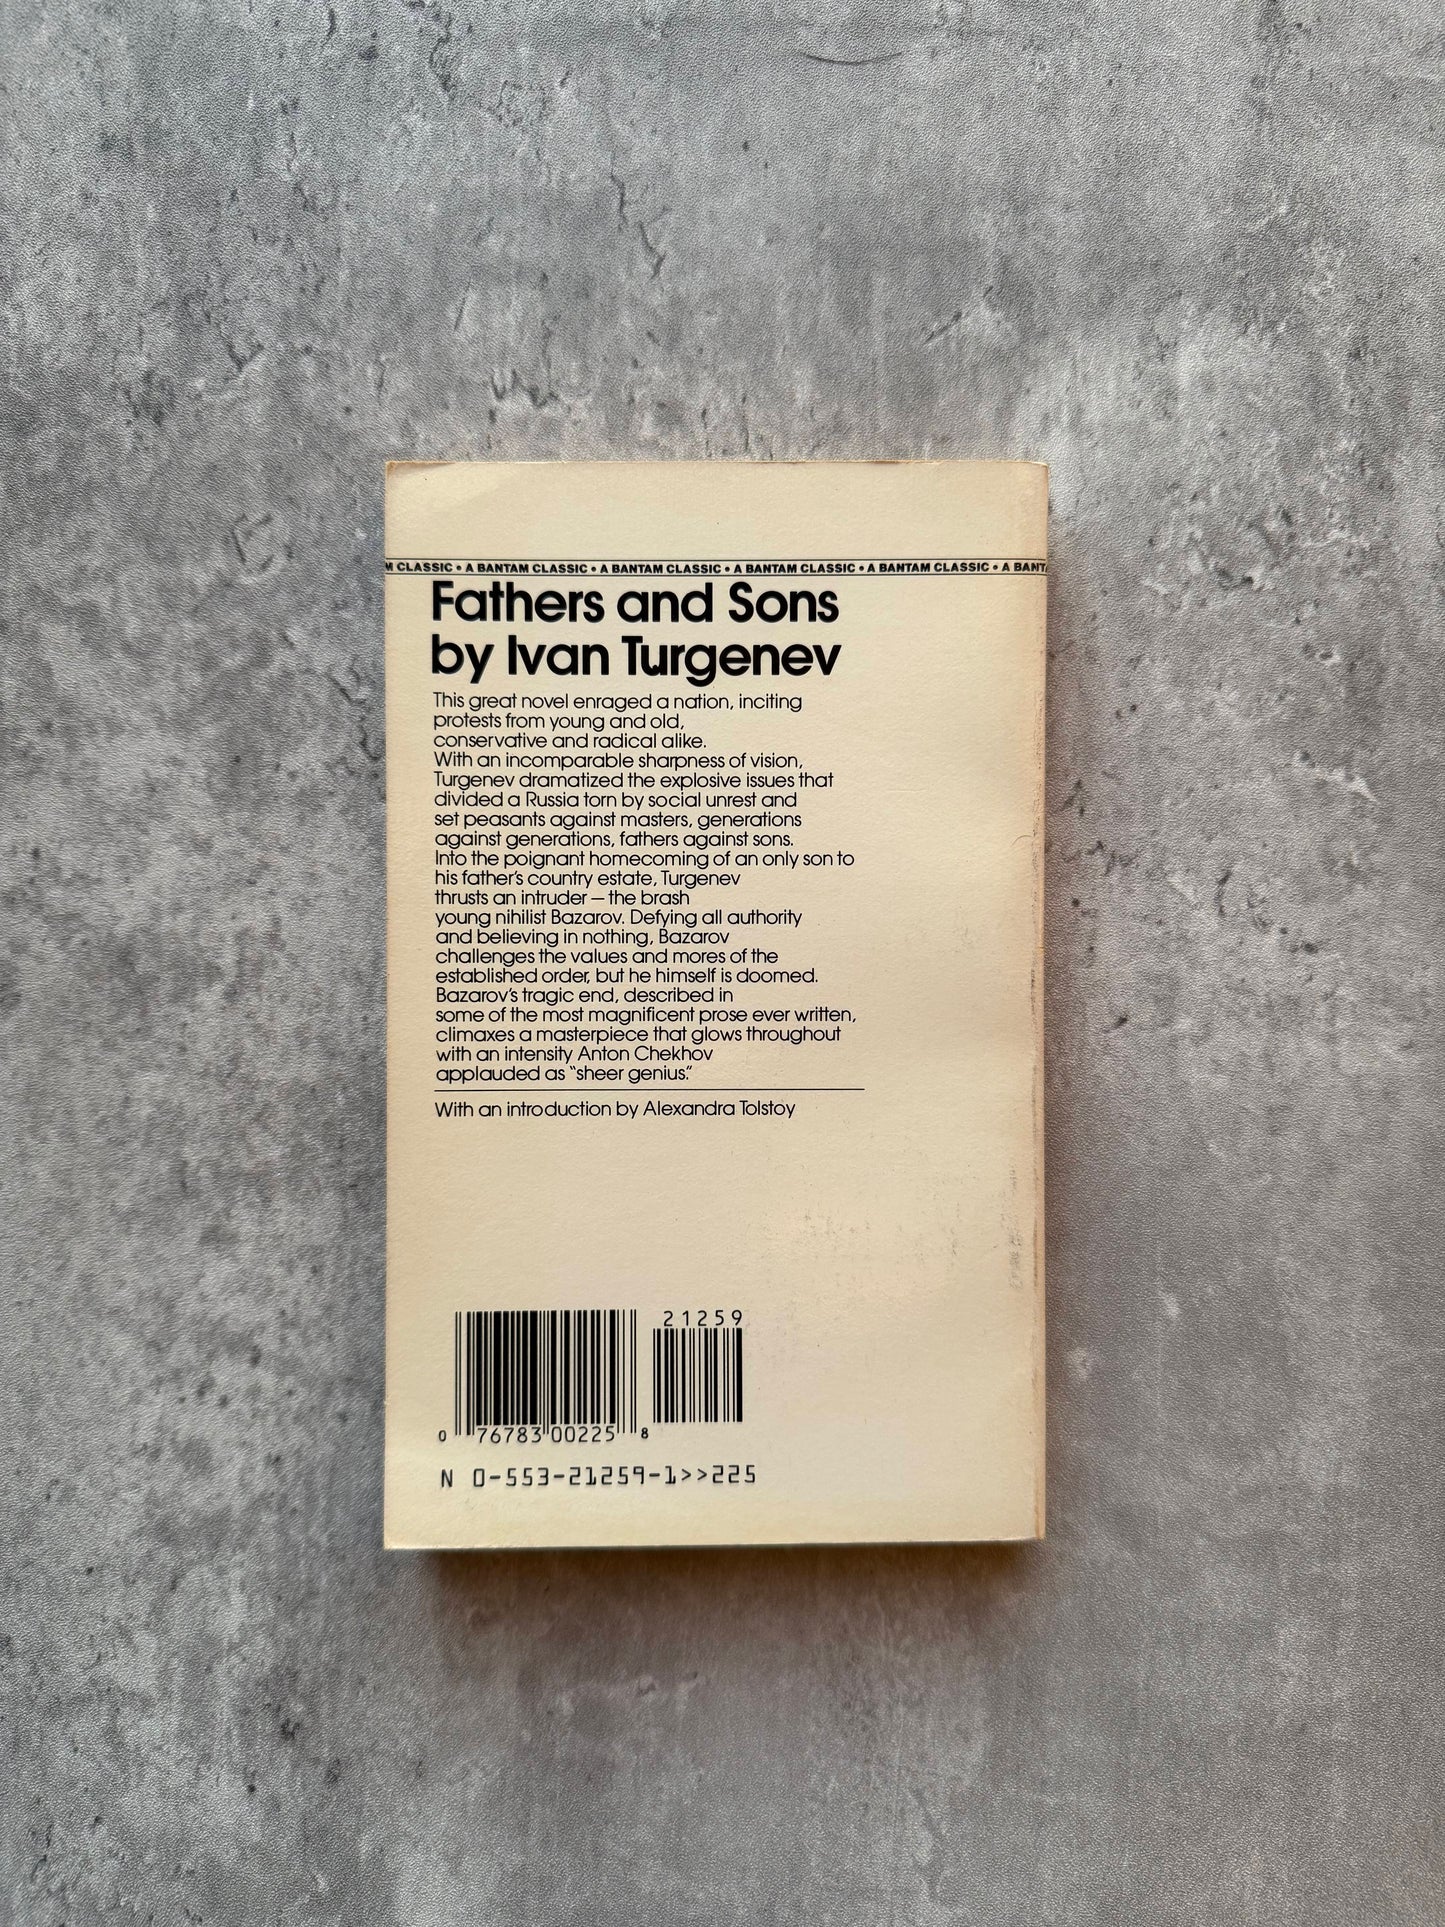 M CLASSIC • A BANTAM CLASSIC • A BANTAM CLASSIC • A BANTAM CLASSIC • A BANTAM CLASSIC • A BANT
Fathers and Sons
by Ivan Turgenev
This great novel enraged a nation, inciting
protests from young and old,
conservative and radical alike.
With an incomparable sharpness of vision,
Turgenev dramatized the explosive issues that
divided a Russia torn by social unrest and
set peasants against masters, generations
against generations, fathers against sons.
Into the poignant homecoming of an only son to
his father's country estate, Turgenev
thrusts an intruder — the brash
young nihilist Bazarov. Defying all authority
and believing in nothing, Bazarov
challenges the values and mores of the
established order, but he himself is doomed.
Bazarov's tragic end, described in
some of the most magnificent prose ever written,
climaxes a masterpiece that glows throughout
with an intensity Anton Chekhov
applauded as "sheer genius."
With an introduction by Alexandra Tolstoy
21259
0 76783 00225 8
N 0-553-21259-1>>225